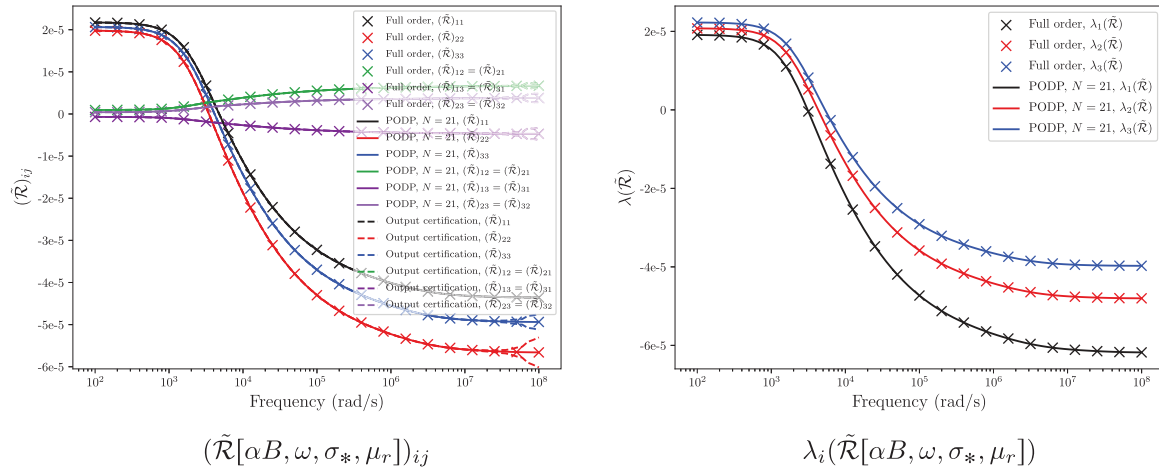 2e-5
1e-5
0
-1e-5
-2e-5
-3e-5
-4e-5
-5e-5
-6e-5
(R̃)ᵢⱼ
Full order, (R̃)₁₁
Full order, (R̃)₂₂
Full order, (R̃)₃₃
Full order, (R̃)₁₂ = (R̃)₂₁
Full order, (R̃)₁₃ = (R̃)₃₁
Full order, (R̃)₂₃ = (R̃)₃₂
PODP, N = 21, (R̃)₁₁
PODP, N = 21, (R̃)₂₂
PODP, N = 21, (R̃)₃₃
PODP, N = 21, (R̃)₁₂ = (R̃)₂₁
PODP, N = 21, (R̃)₁₃ = (R̃)₃₁
PODP, N = 21, (R̃)₂₃ = (R̃)₃₂
Output certification, (R̃)₁₁
Output certification, (R̃)₂₂
Output certification, (R̃)₃₃
Output certification, (R̃)₁₂ = (R̃)₂₁
Output certification, (R̃)₁₃ = (R̃)₃₁
Output certification, (R̃)₂₃ = (R̃)₃₂
10² 10³ 10⁴ 10⁵ 10⁶ 10⁷ 10⁸
Frequency (rad/s)
(R̃[αB, ω, σ∗, μᵣ])ᵢⱼ
2e-5
0
-2e-5
-4e-5
-6e-5
λ(R̃)
Full order, λ₁(R̃)
Full order, λ₂(R̃)
Full order, λ₃(R̃)
PODP, N = 21, λ₁(R̃)
PODP, N = 21, λ₂(R̃)
PODP, N = 21, λ₃(R̃)
10² 10³ 10⁴ 10⁵ 10⁶ 10⁷ 10⁸
Frequency (rad/s)
λᵢ(R̃[αB, ω, σ∗, μᵣ])